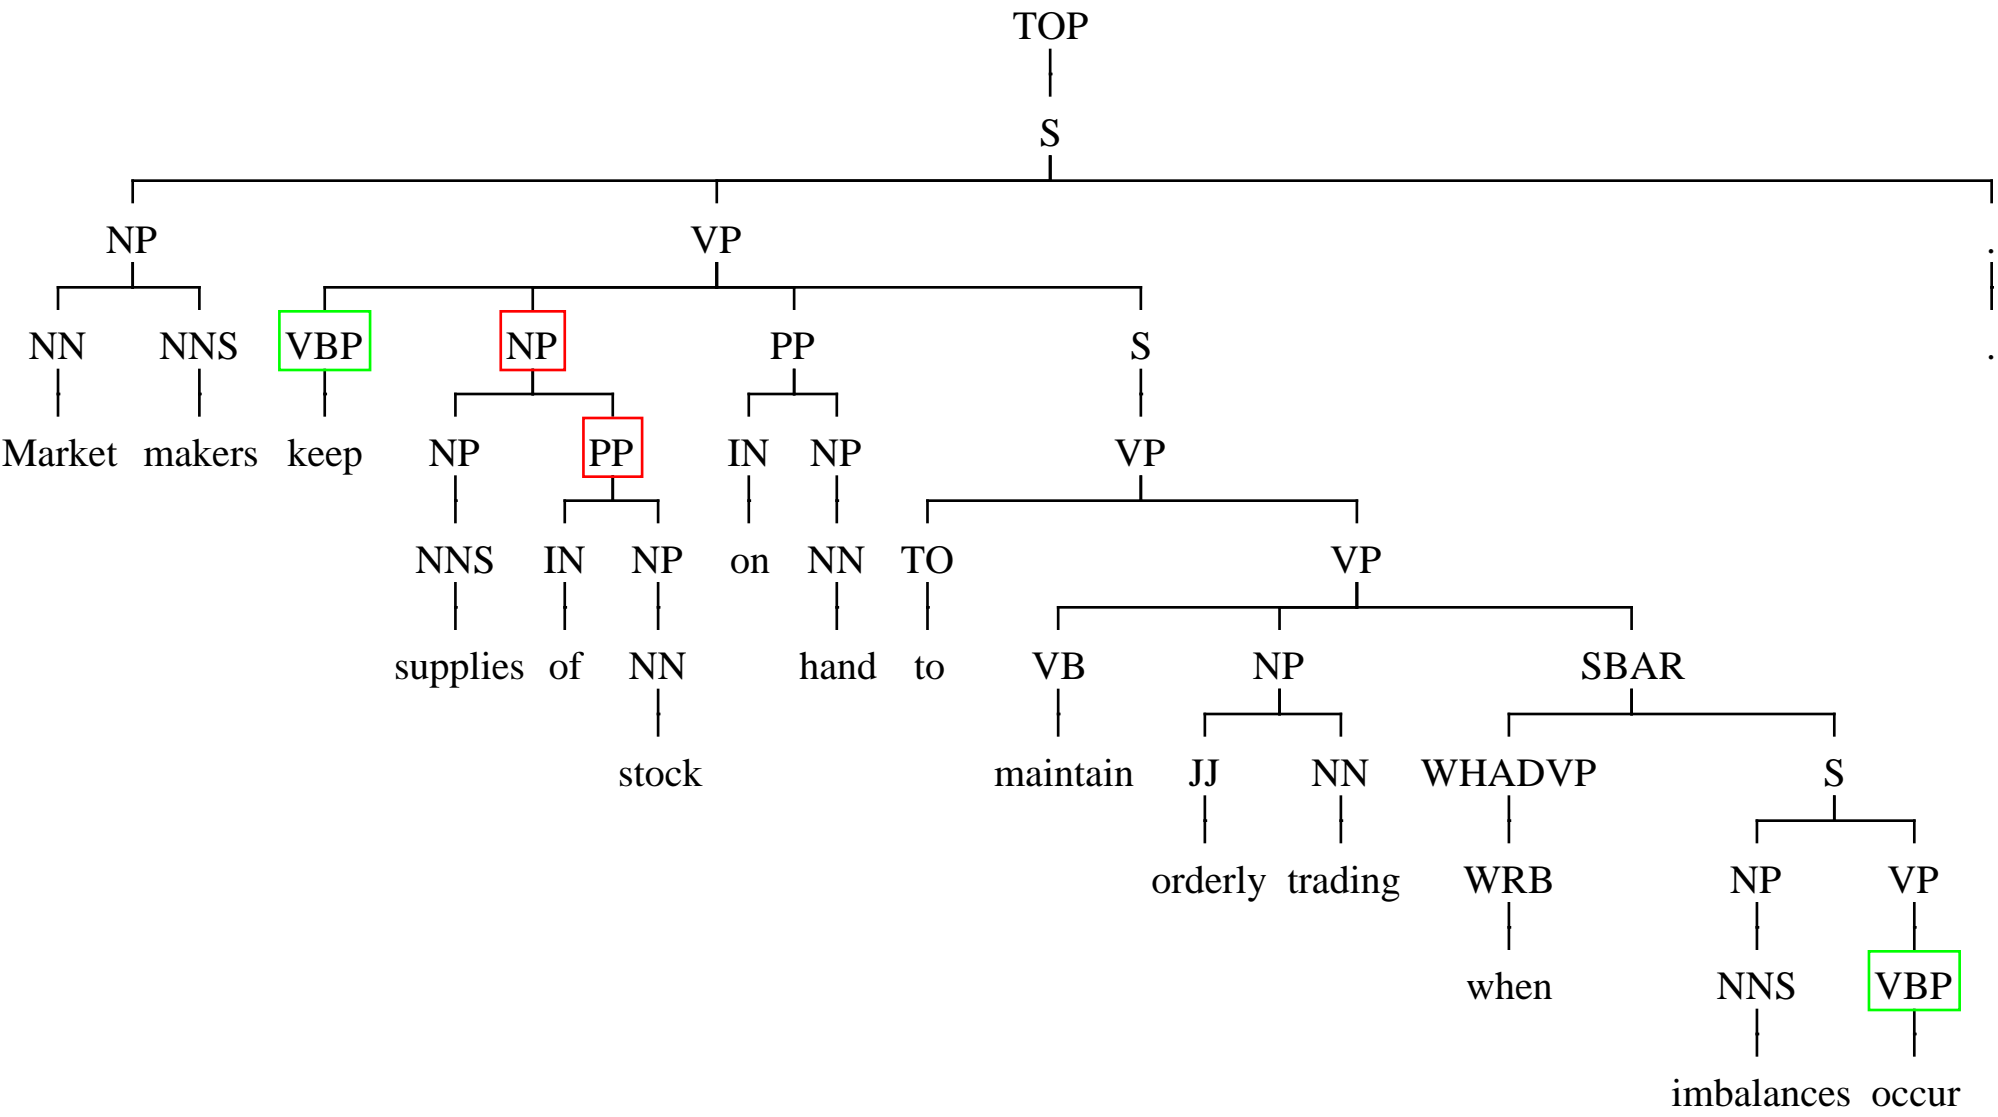 TOP
S
NP VP .
NN NNS VBP NP PP S .
Market makers keep NP PP IN NP VP
NNS IN NP on NN TO VP
supplies of NN hand to VB NP SBAR
stock maintain JJ NN WHADVP S
orderly trading WRB NP VP
when NNS VBP
imbalances occur